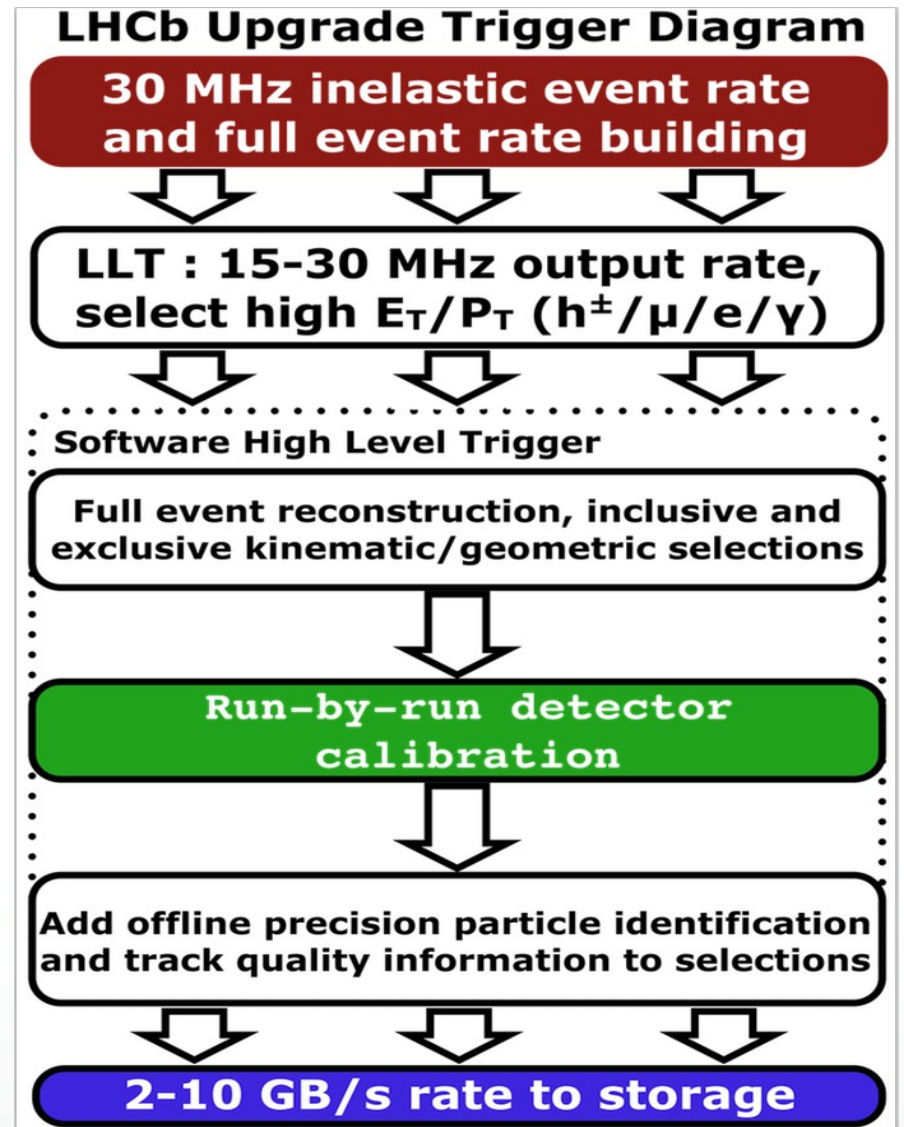 LHCb Upgrade Trigger Diagram
30 MHz inelastic event rate
and full event rate building
LLT : 15-30 MHz output rate,
select high E_T/P_T (h±/μ/e/γ)
Software High Level Trigger
Full event reconstruction, inclusive and
exclusive kinematic/geometric selections
Run-by-run detector
calibration
Add offline precision particle identification
and track quality information to selections
2-10 GB/s rate to storage